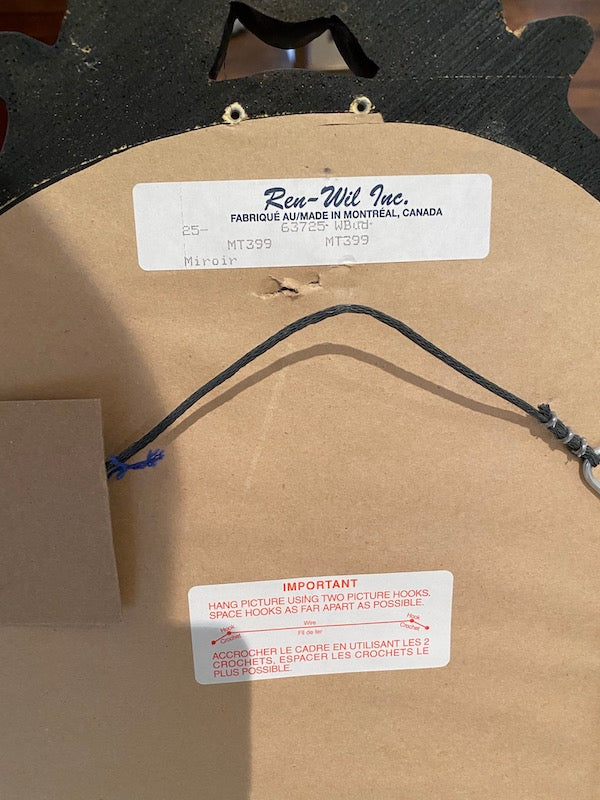 Ren-Wil Inc.
FABRIQUÉ AU/MADE IN MONTRÉAL, CANADA
25- 63725 WBud
MT399 MT399
Miroir
IMPORTANT
HANG PICTURE USING TWO PICTURE HOOKS.
SPACE HOOKS AS FAR APART AS POSSIBLE.
Hook Wire Hook
Crochet Fil de fer Crochet
ACCROCHER LE CADRE EN UTILISANT LES 2
CROCHETS, ESPACER LES CROCHETS LE
PLUS POSSIBLE.